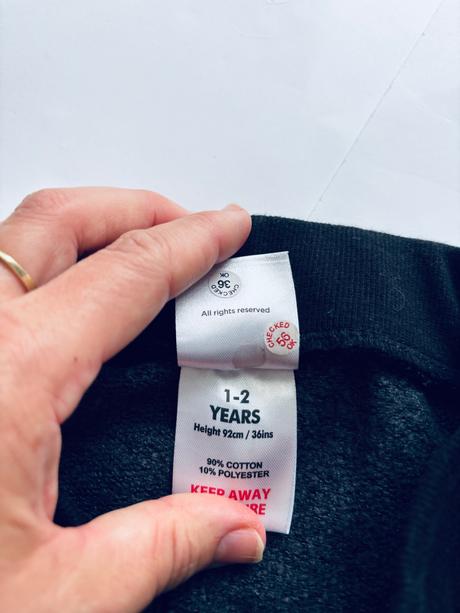 CHECKED
36
OK
All rights reserved
CHECKED
56
OK
1-2
YEARS
Height 92cm / 36ins
90% COTTON
10% POLYESTER
KEEP AWAY